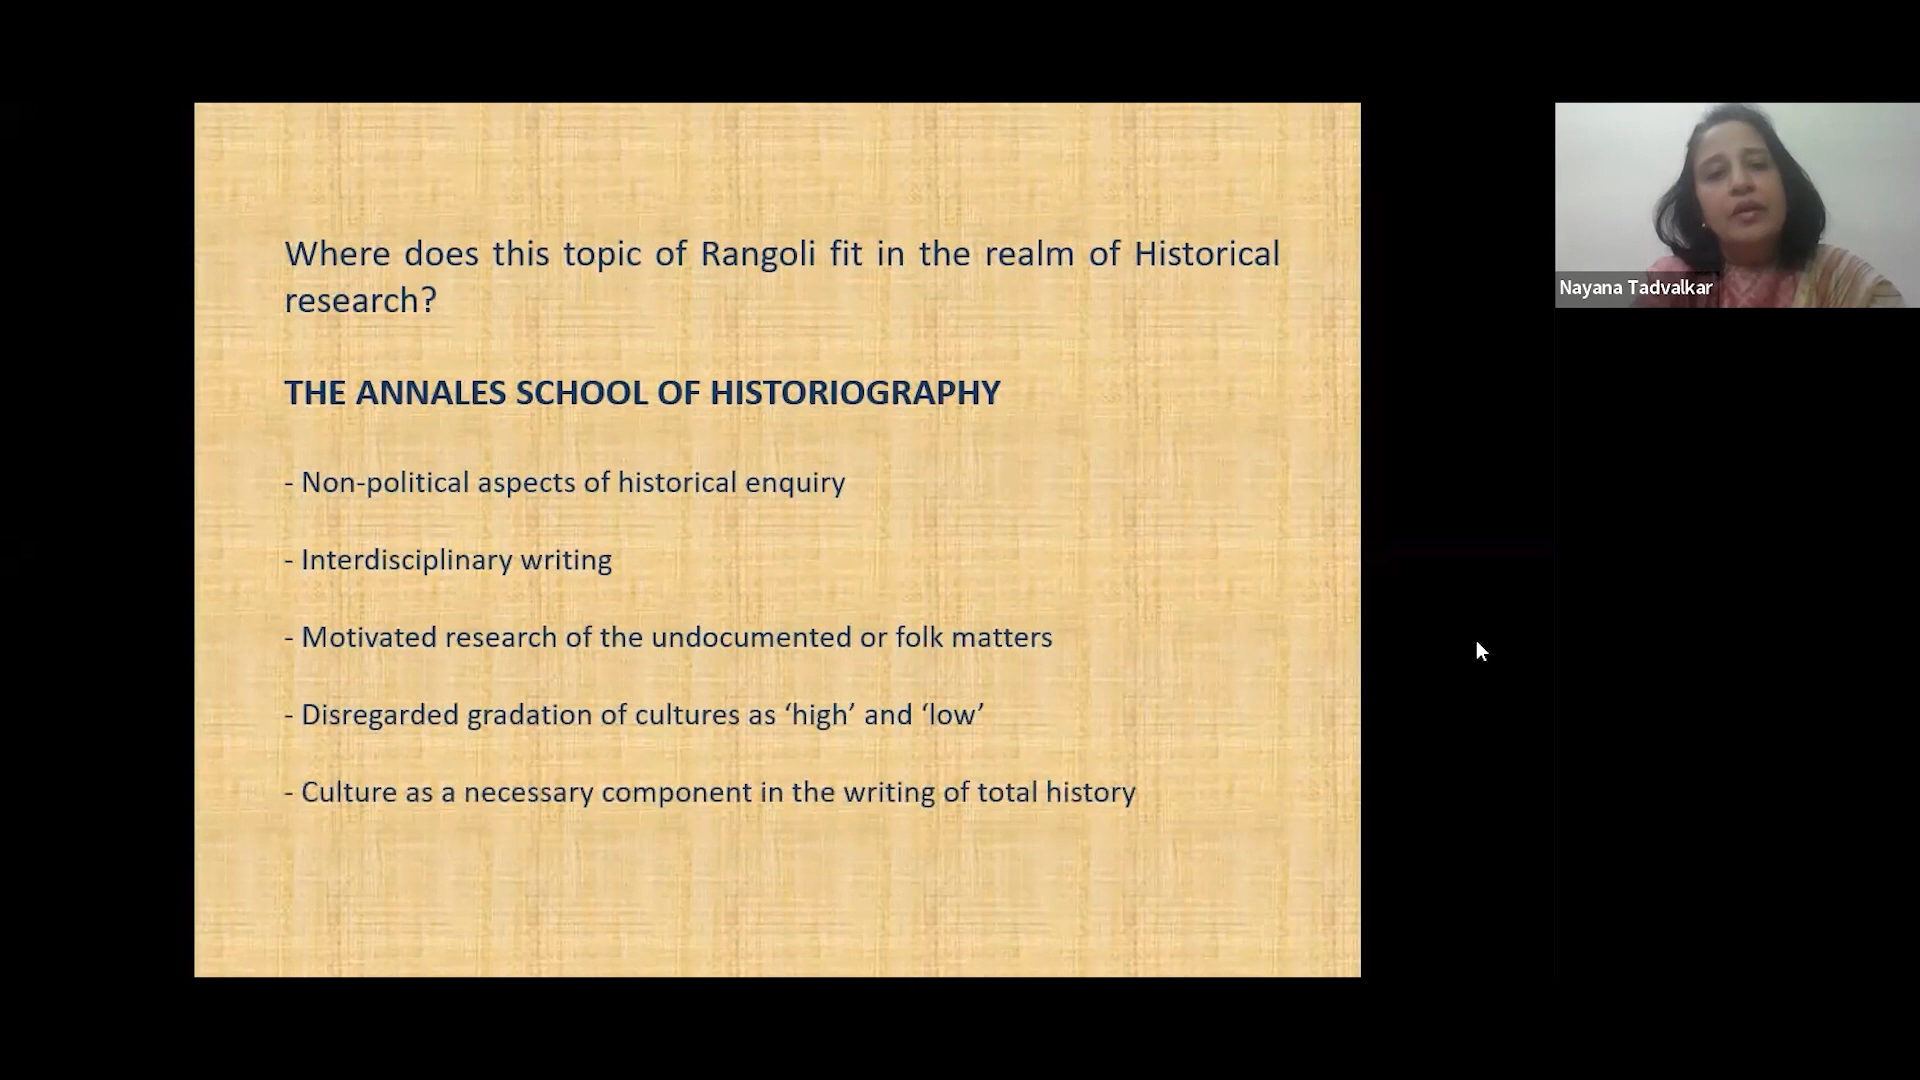 Where does this topic of Rangoli fit in the realm of Historical
research?
THE ANNALES SCHOOL OF HISTORIOGRAPHY
- Non-political aspects of historical enquiry
- Interdisciplinary writing
- Motivated research of the undocumented or folk matters
- Disregarded gradation of cultures as ‘high’ and ‘low’
- Culture as a necessary component in the writing of total history
Nayana Tadvalkar